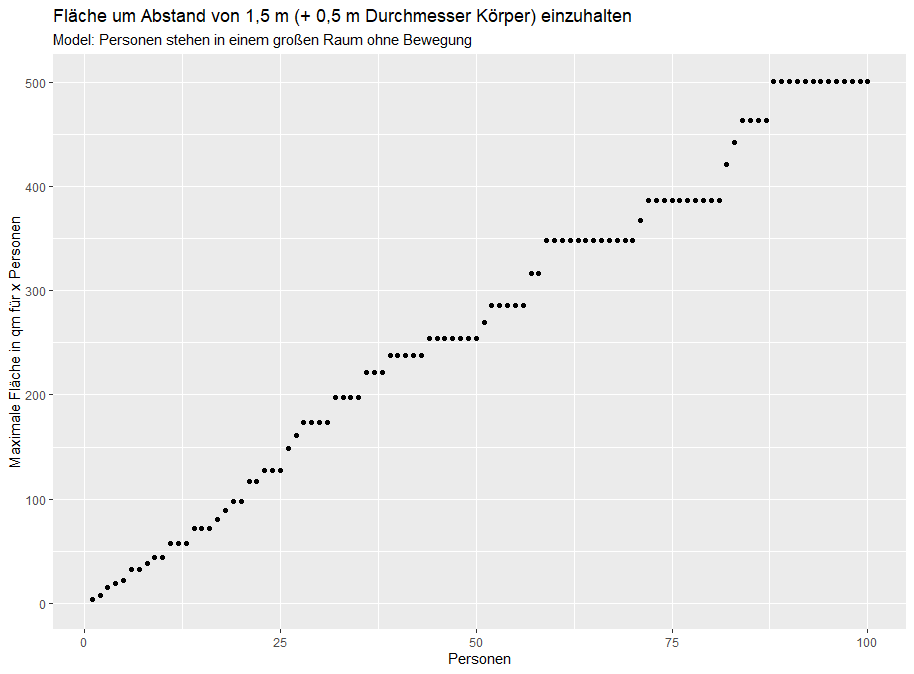 Fläche um Abstand von 1,5 m (+ 0,5 m Durchmesser Körper) einzuhalten
Model: Personen stehen in einem großen Raum ohne Bewegung
Maximale Fläche in qm für x Personen
500
400
300
200
100
0
0 25 50 75 100
Personen